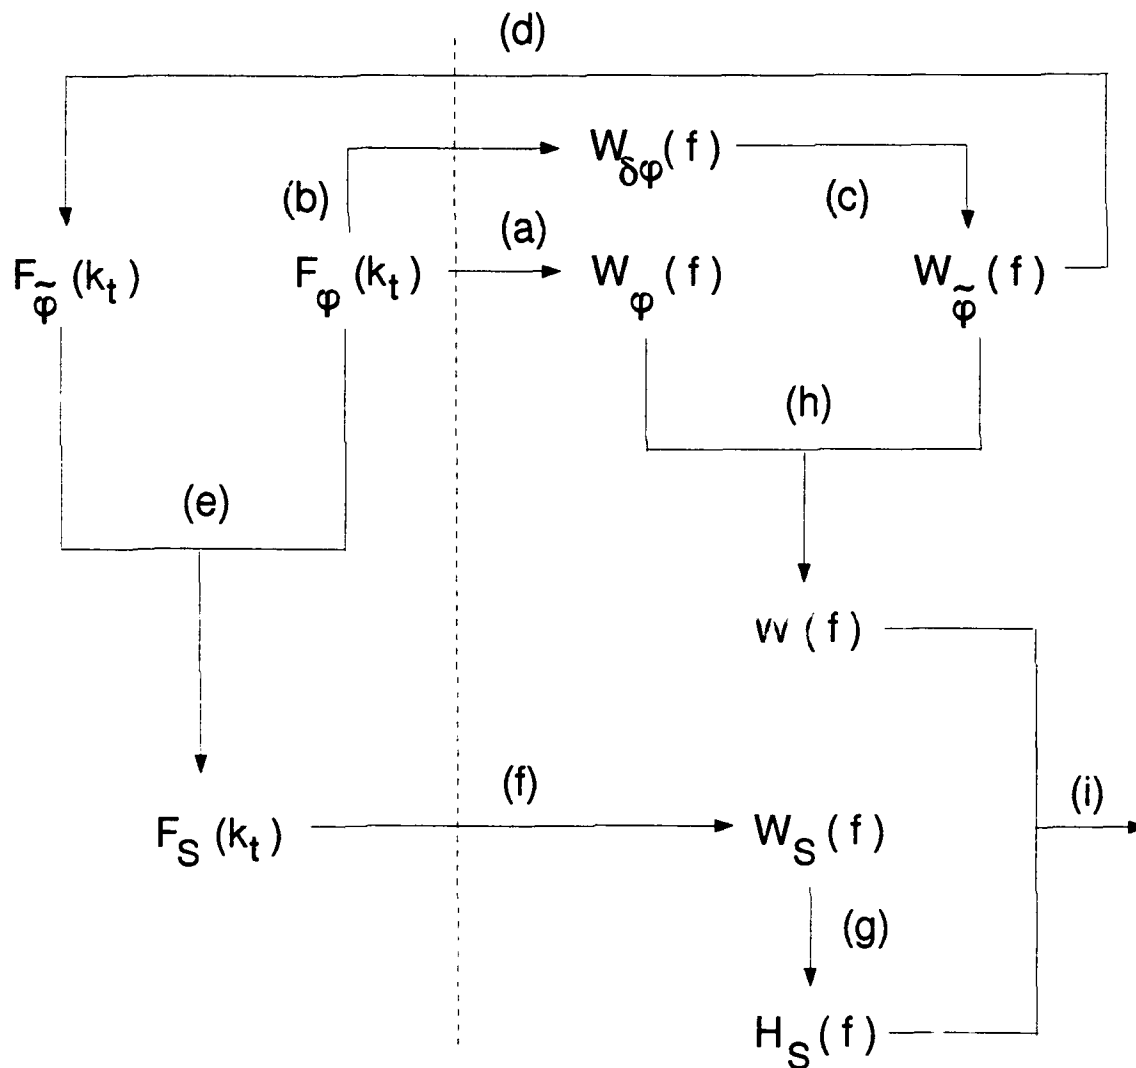 (d)
W_δφ(f)
(b)
(c)
(a)
F_φ̃(k_t)
F_φ(k_t)
W_φ(f)
W_φ̃(f)
(h)
(e)
W(f)
(f)
(i)
F_S(k_t)
W_S(f)
(g)
H_S(f)